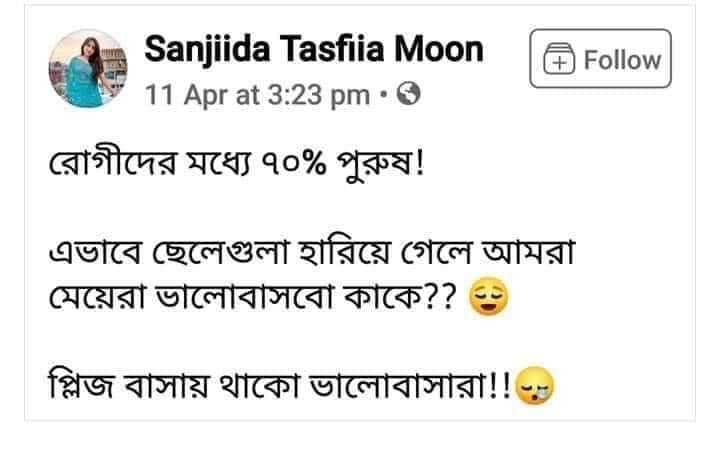 Sanjiida Tasfiia Moon
Follow
11 Apr at 3:23 pm •
রোগীদের মধ্যে ৭০% পুরুষ!
এভাবে ছেলেগুলা হারিয়ে গেলে আমরা
মেয়েরা ভালোবাসবো কাকে?? 😌
প্লিজ বাসায় থাকো ভালোবাসারা!!😪